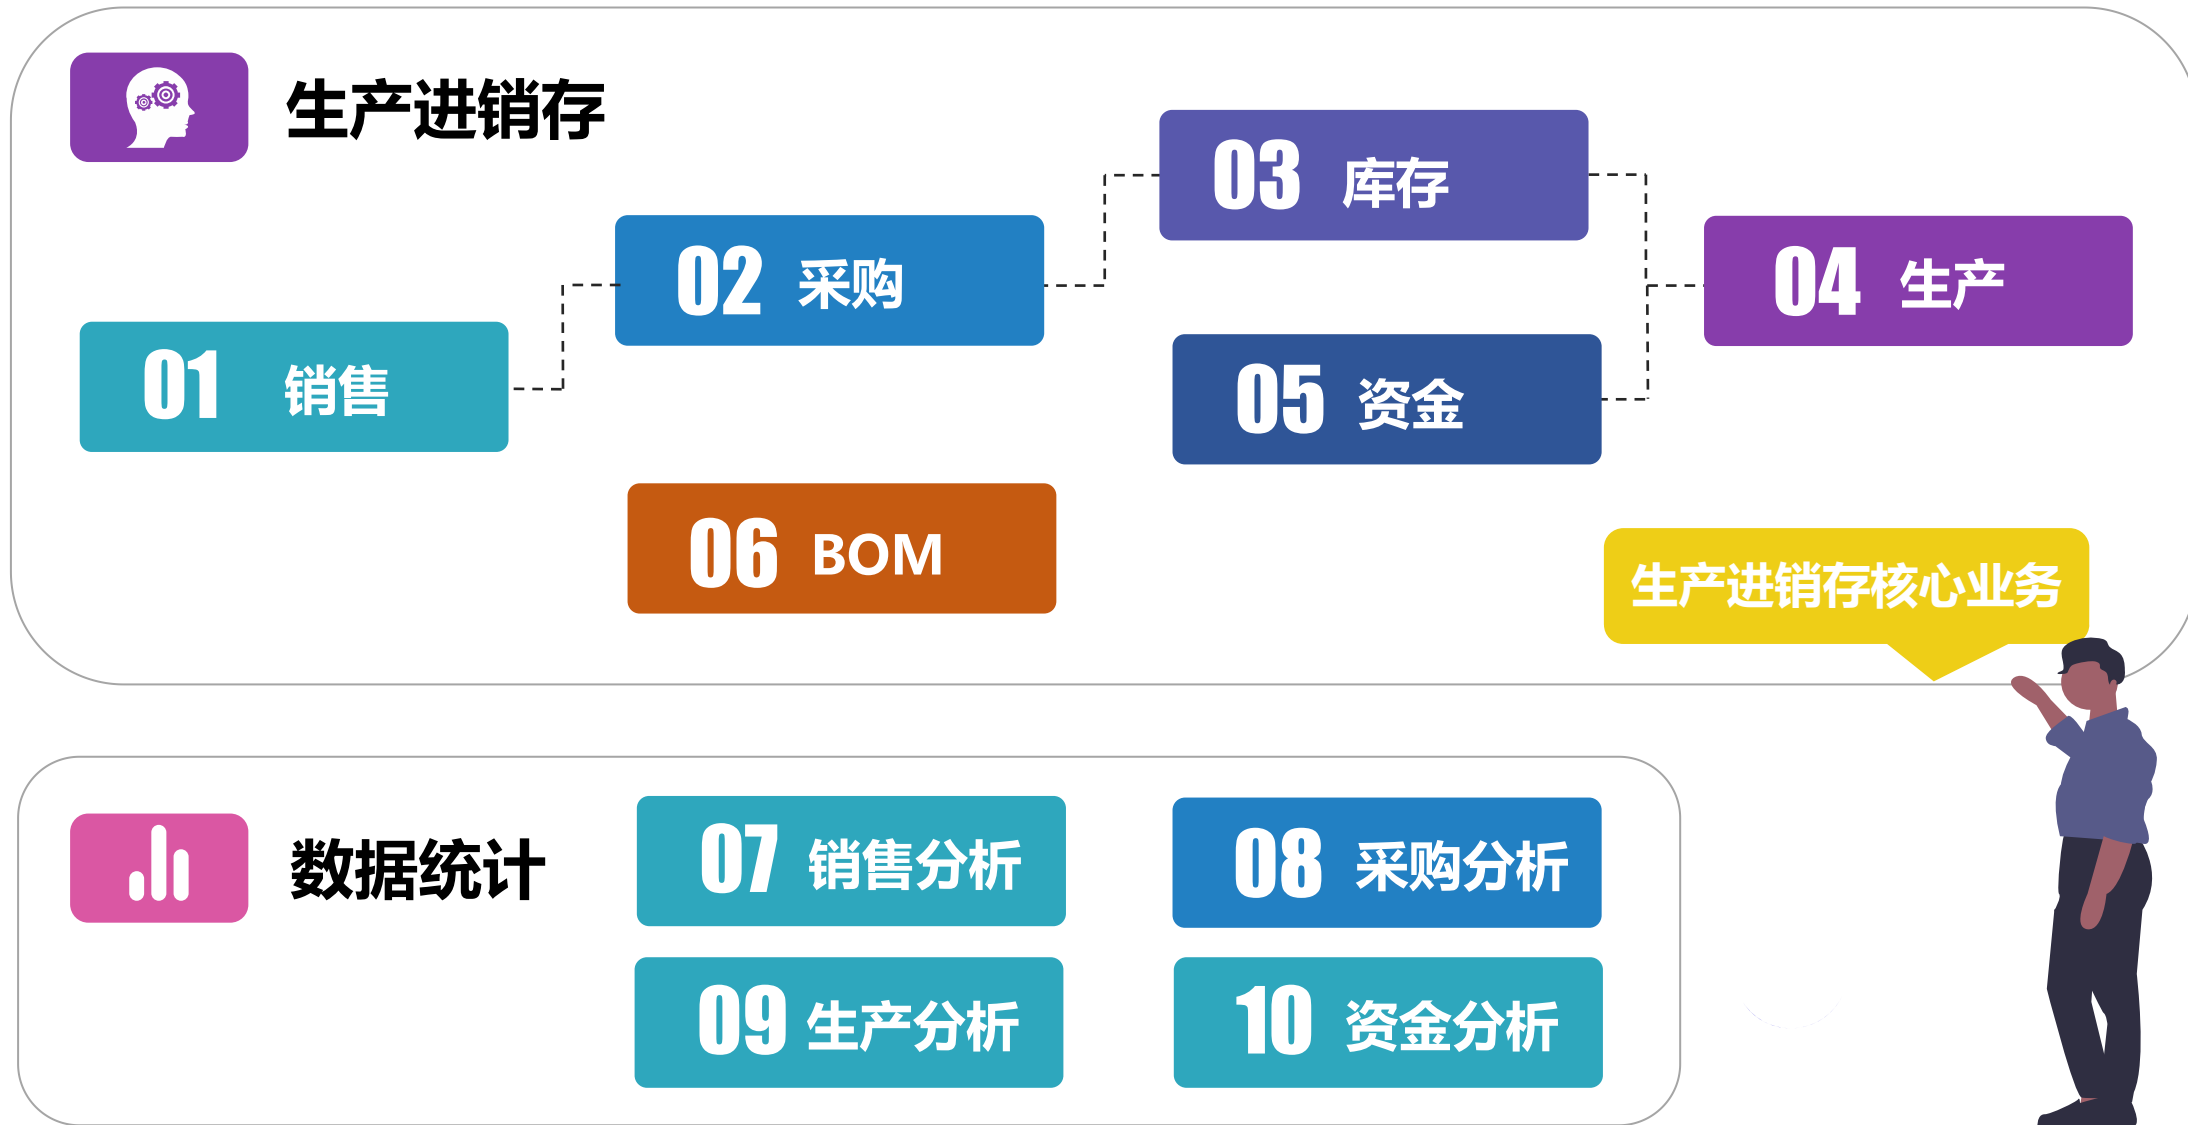 生产进销存
01 销售
02 采购
03 库存
04 生产
05 资金
06 BOM
生产进销存核心业务
数据统计
07 销售分析
08 采购分析
09 生产分析
10 资金分析